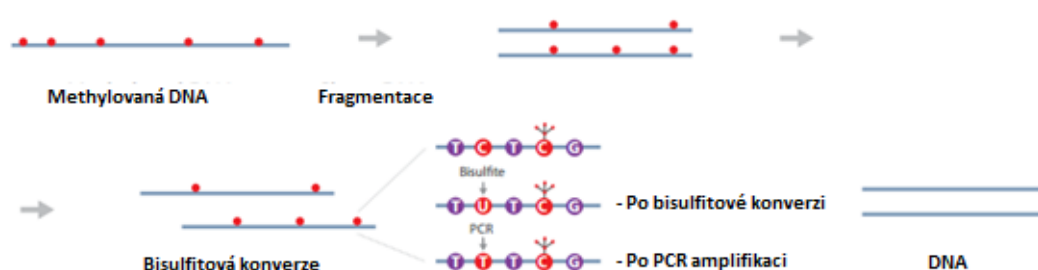 Methylovaná DNA
Fragmentace
T C T C G
Bisulfite
T U T C G
- Po bisulfitové konverzi
PCR
T T T C G
- Po PCR amplifikaci
Bisulfitová konverze
DNA